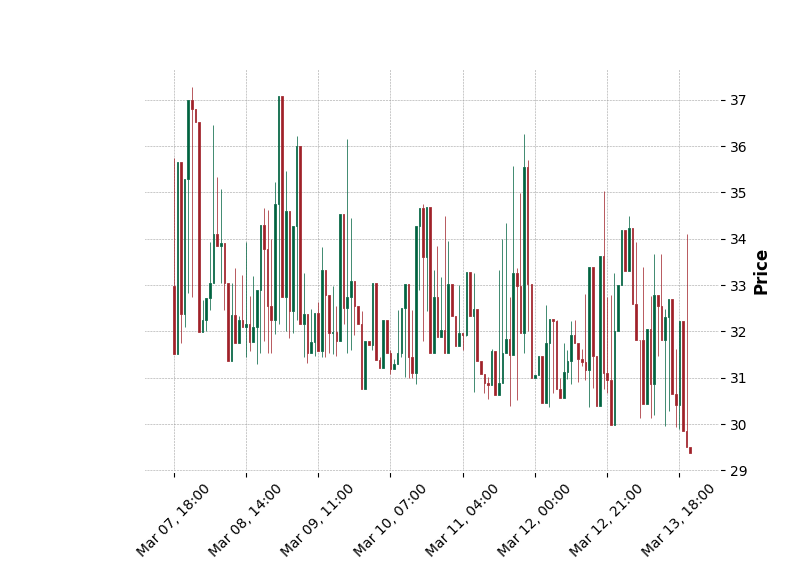 37
36
35
34
33
32
31
30
29
Price
Mar 07, 18:00
Mar 08, 14:00
Mar 09, 11:00
Mar 10, 07:00
Mar 11, 04:00
Mar 12, 00:00
Mar 12, 21:00
Mar 13, 18:00